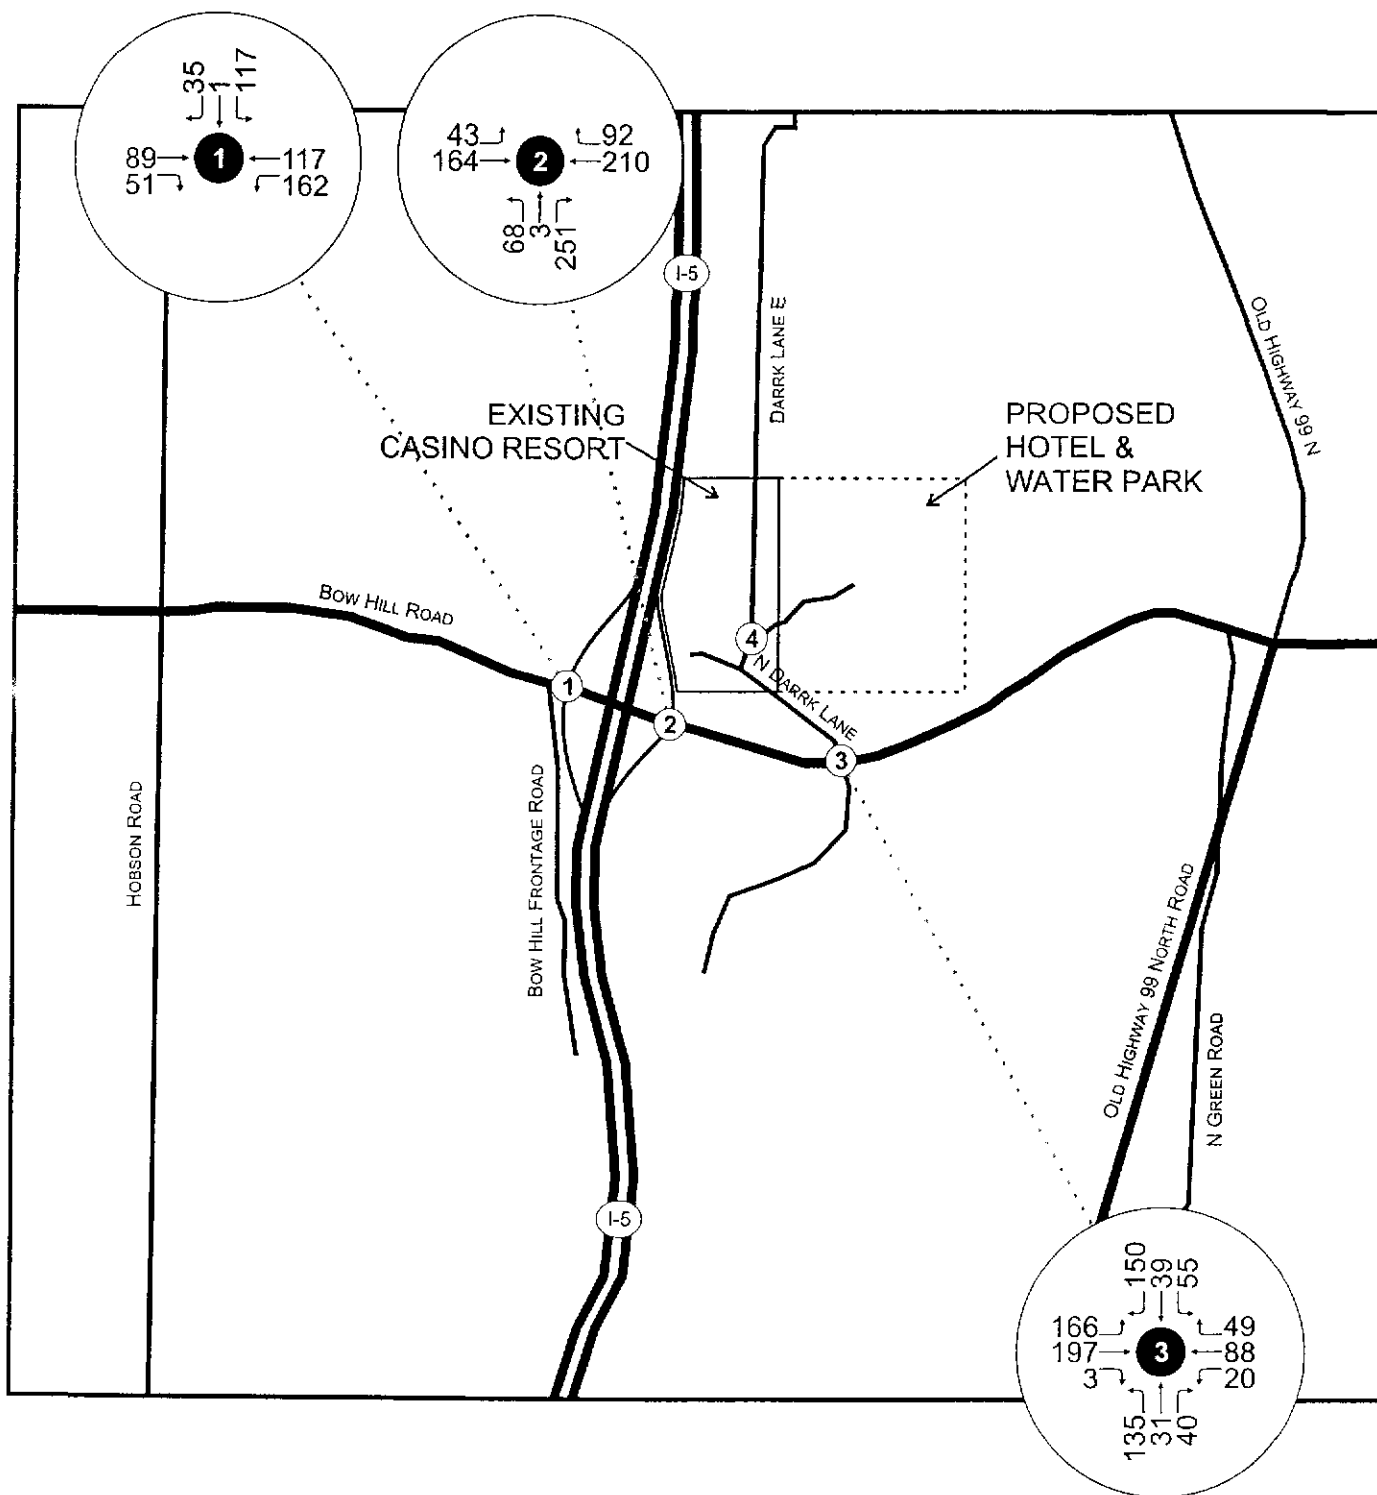 35
1
117
89
1
117
51
162
43
92
164
2
210
68
3
251
I-5
DARRK LANE E
OLD HIGHWAY 99 N
EXISTING
CASINO RESORT
PROPOSED
HOTEL &
WATER PARK
BOW HILL ROAD
4
N DARRK LANE
1
2
3
HOBSON ROAD
BOW HILL FRONTAGE ROAD
OLD HIGHWAY 99 NORTH ROAD
N GREEN ROAD
I-5
150
39
55
166
49
197
3
88
3
20
135
31
40